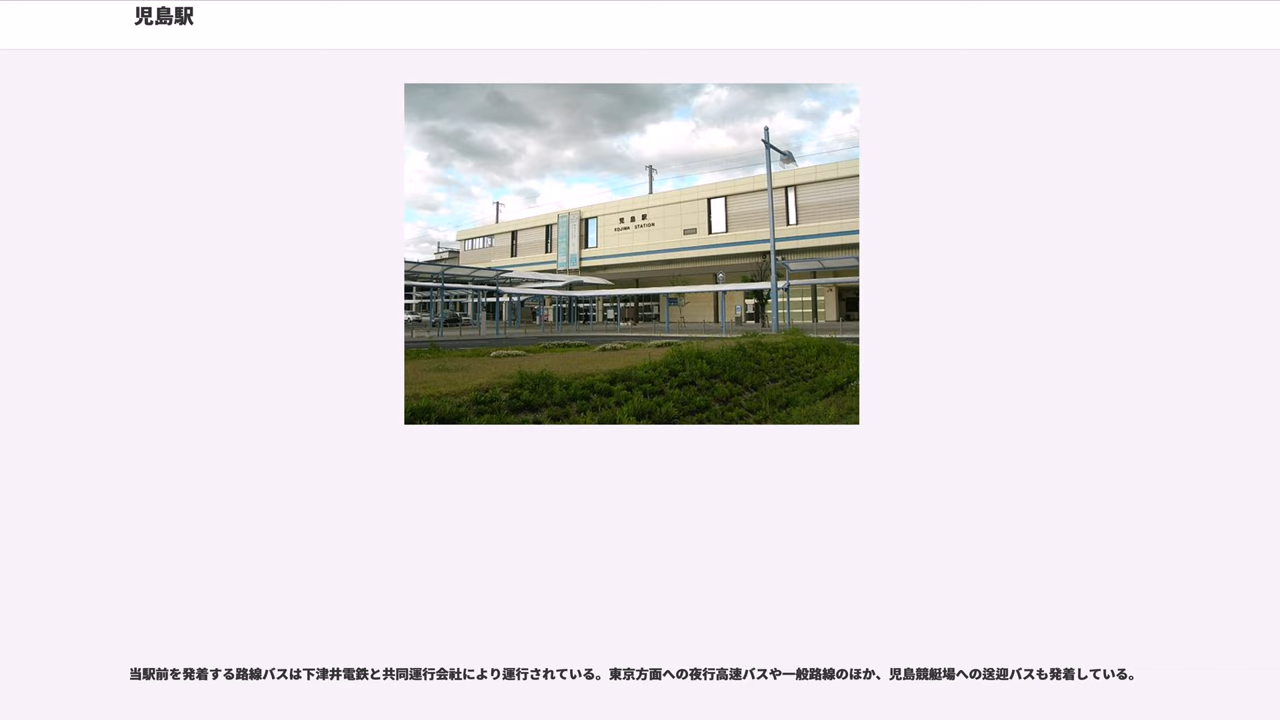 児島駅
児島駅
KOJIMA STATION
当駅前を発着する路線バスは下津井電鉄と共同運行会社により運行されている。東京方面への夜行高速バスや一般路線のほか、児島競艇場への送迎バスも発着している。